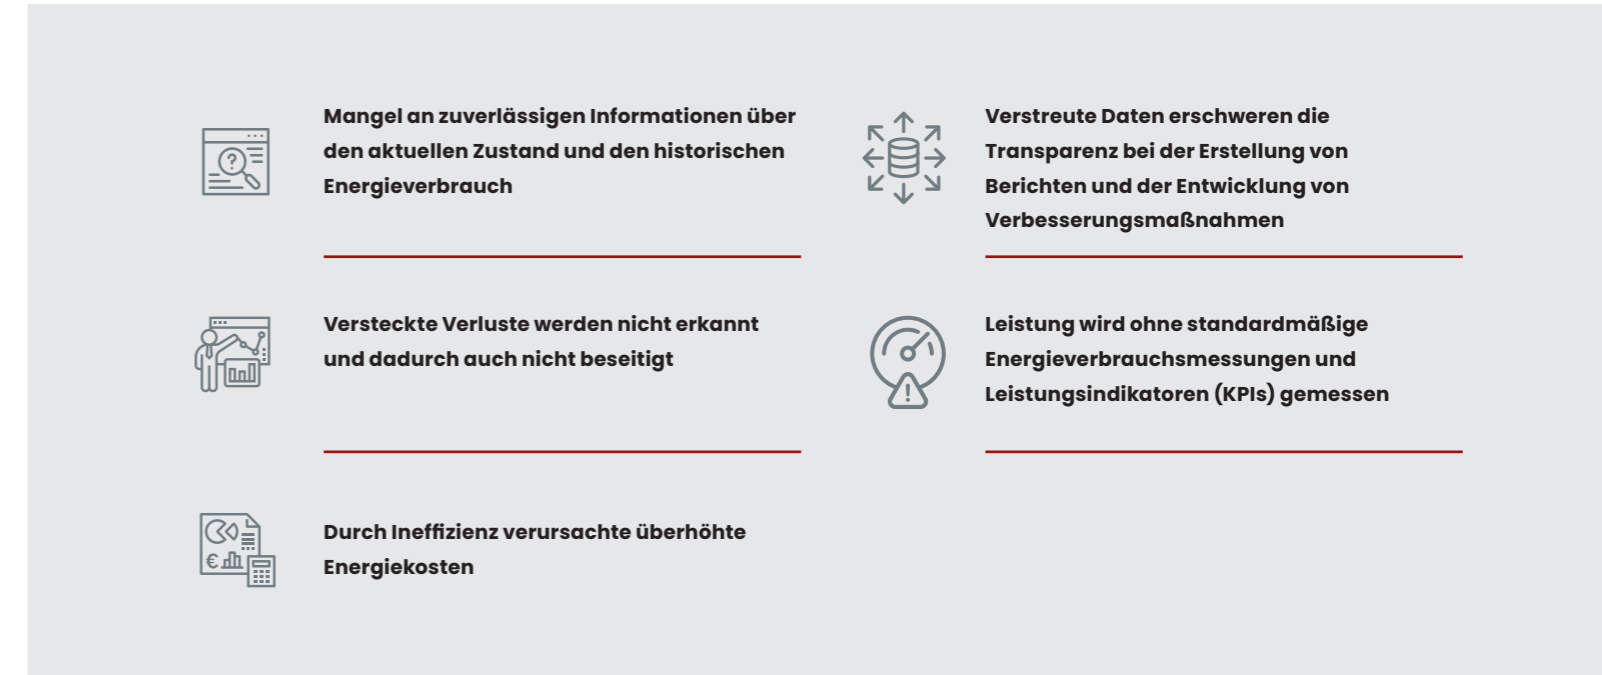 Mangel an zuverlässigen Informationen über
den aktuellen Zustand und den historischen
Energieverbrauch
Verstreute Daten erschweren die
Transparenz bei der Erstellung von
Berichten und der Entwicklung von
Verbesserungsmaßnahmen
Versteckte Verluste werden nicht erkannt
und dadurch auch nicht beseitigt
Leistung wird ohne standardmäßige
Energieverbrauchsmessungen und
Leistungsindikatoren (KPIs) gemessen
Durch Ineffizienz verursachte überhöhte
Energiekosten